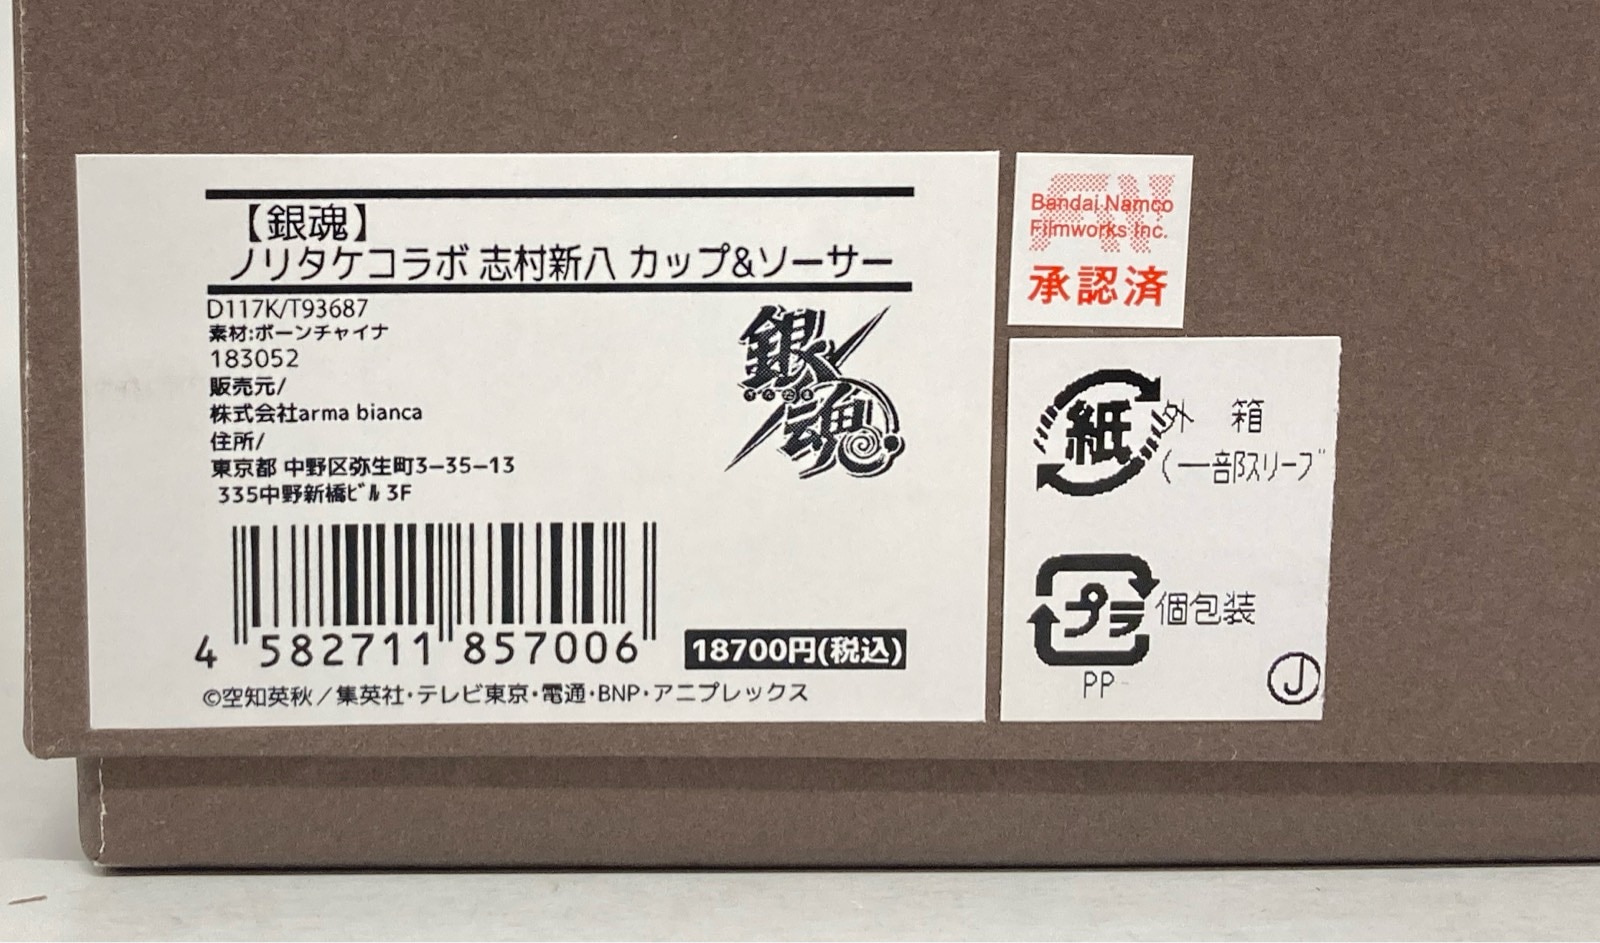 【銀魂】
ノリタケコラボ 志村新八 カップ&ソーサー
D117K/T93687
素材:ボーンチャイナ
183052
販売元/
株式会社arma bianca
住所/
東京都 中野区弥生町3-35-13
335中野新橋ビル 3F
銀魂
ぎんたま
4 582711 857006
18700円(税込)
©空知英秋/集英社・テレビ東京・電通・BNP・アニプレックス
Bandai Namco
Filmworks Inc.
承認済
紙 外 箱
(一部スリーブ
プラ 個包装
PP
J